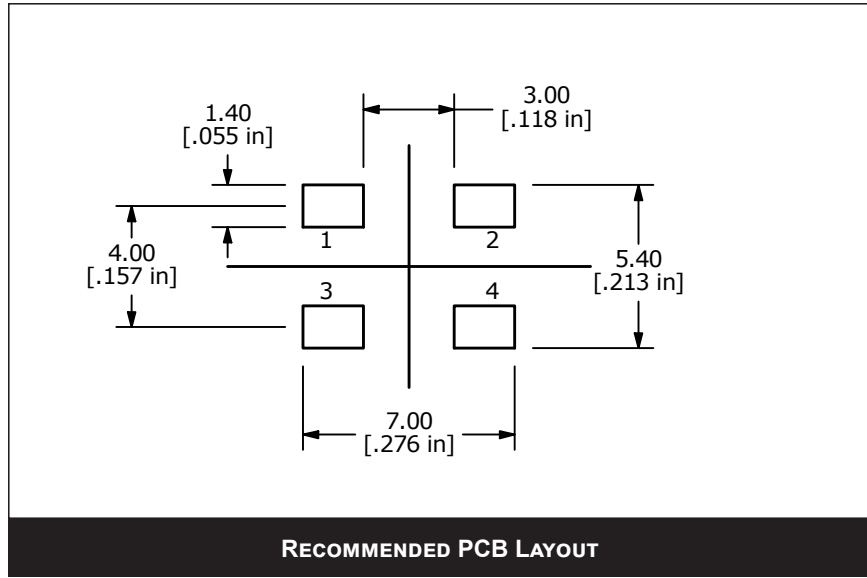 3.00
[.118 in]
1.40
[.055 in]
1
2
4.00
[.157 in]
5.40
[.213 in]
3
4
7.00
[.276 in]
RECOMMENDED PCB LAYOUT